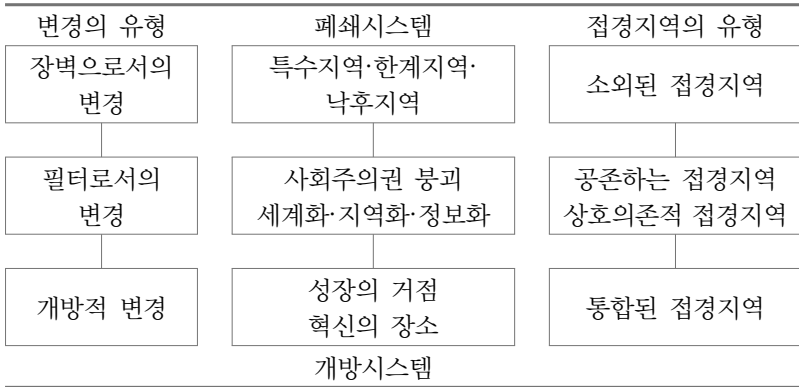 변경의 유형 폐쇄시스템 접경지역의 유형
장벽으로서의
변경
특수지역·한계지역·
낙후지역
소외된 접경지역
필터로서의
변경
사회주의권 붕괴
세계화·지역화·정보화
공존하는 접경지역
상호의존적 접경지역
개방적 변경
성장의 거점
혁신의 장소
통합된 접경지역
개방시스템